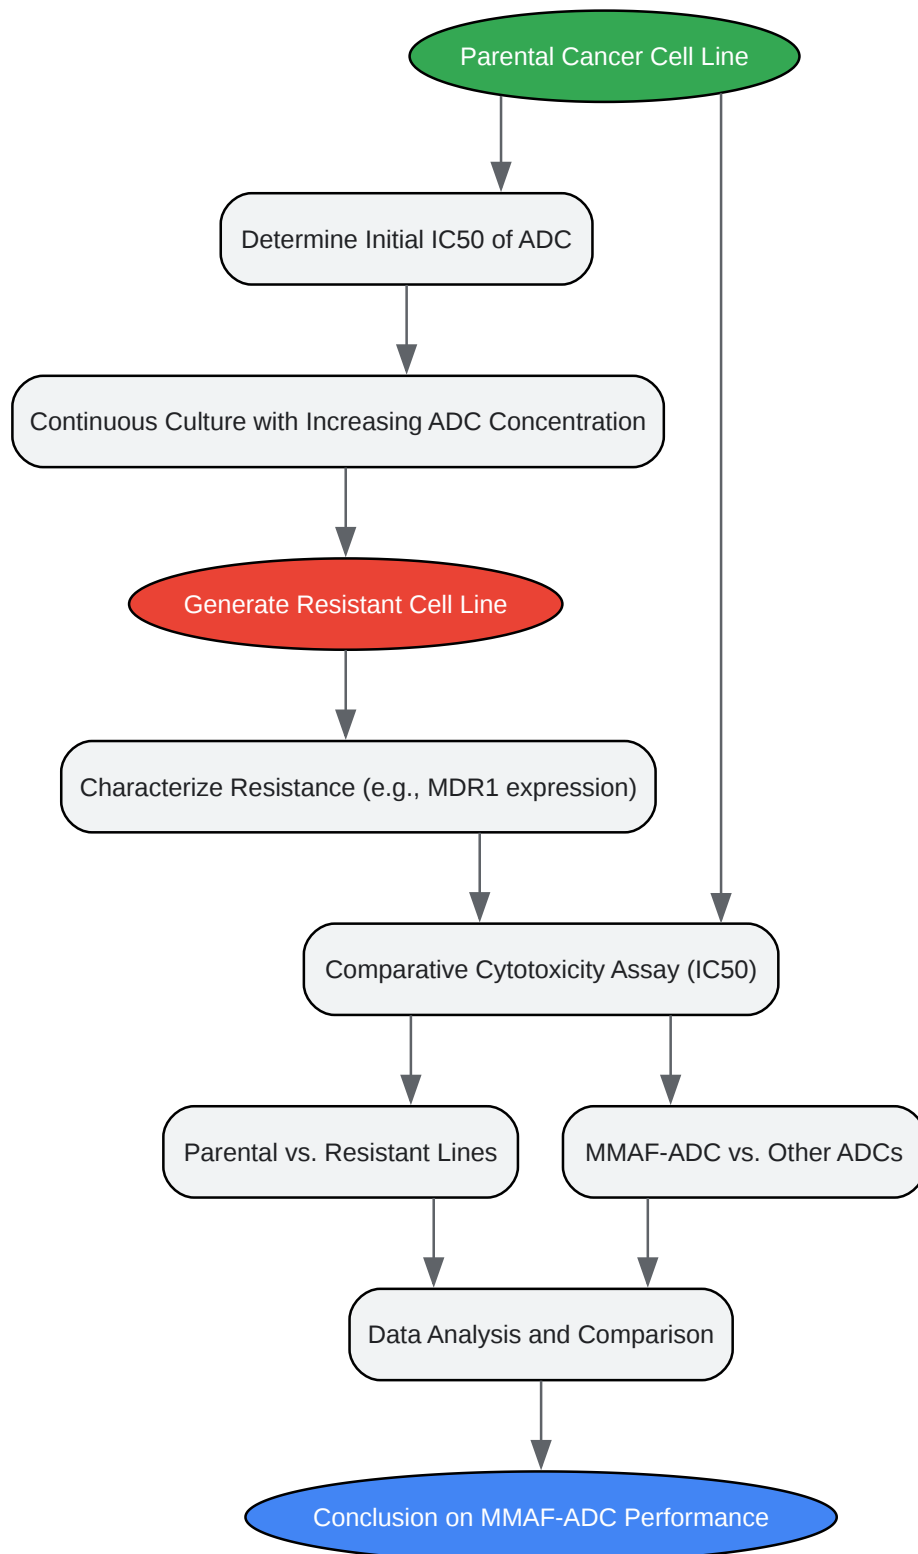 Parental Cancer Cell Line
Determine Initial IC50 of ADC
Continuous Culture with Increasing ADC Concentration
Generate Resistant Cell Line
Characterize Resistance (e.g., MDR1 expression)
Comparative Cytotoxicity Assay (IC50)
Parental vs. Resistant Lines
MMAF-ADC vs. Other ADCs
Data Analysis and Comparison
Conclusion on MMAF-ADC Performance